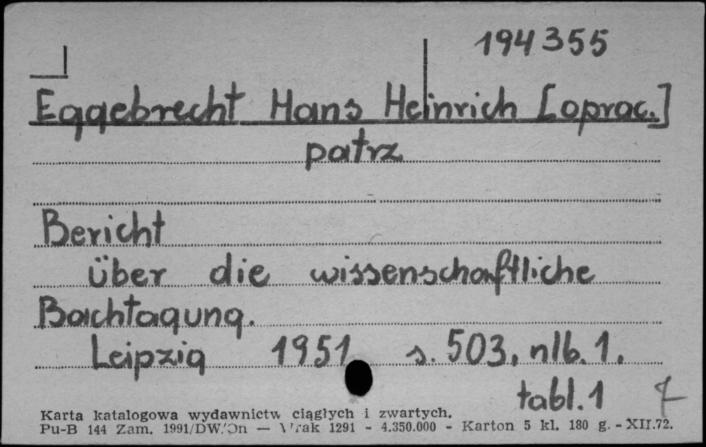 194355
Eggebrecht Hans Heinrich [oprac.]
patrz
Bericht
über die wissenschaftliche
Bachtagung.
Leipzig 1951 s. 503, nlb. 1.
tabl. 1
Karta katalogowa wydawnictw ciągłych i zwartych.
Pu-B 144 Zam. 1991/DW. — 1291 - 4.350.000 - Karton 5 kl. 180 g. - XII.72.